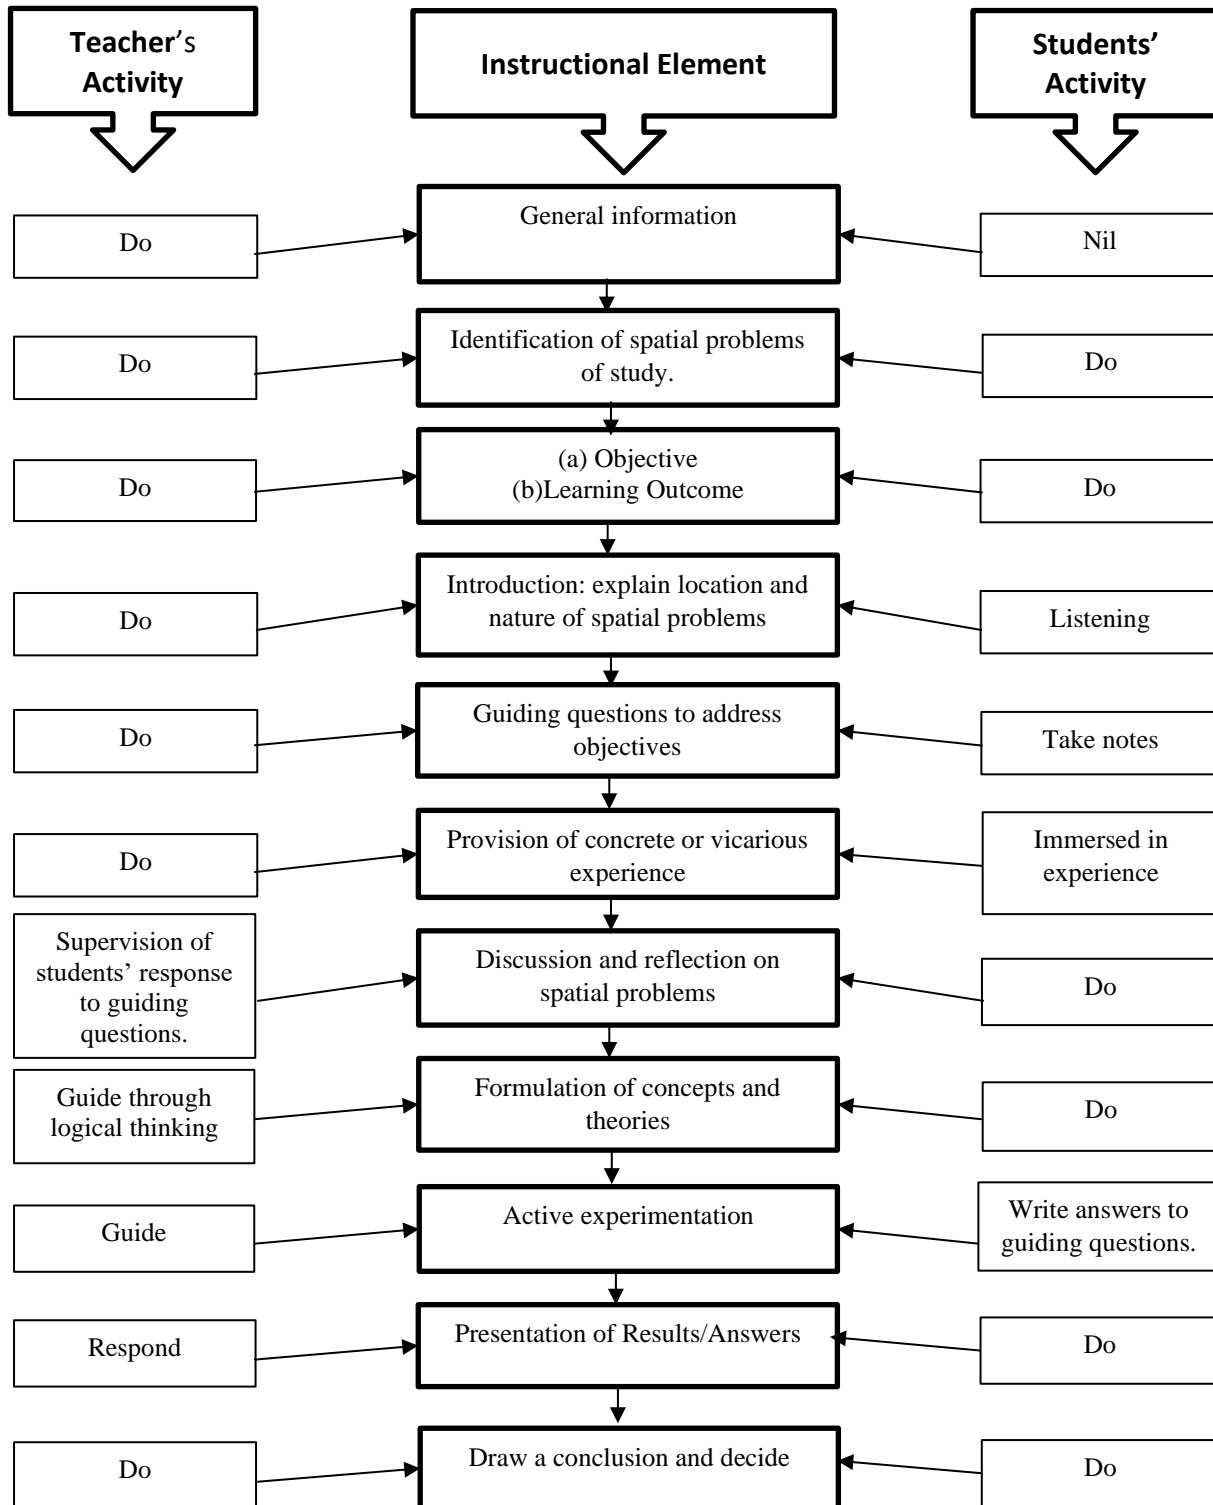 Teacher's
Activity
Instructional Element
Students'
Activity
Do
General information
Nil
Do
Identification of spatial problems
of study.
Do
Do
(a) Objective
(b)Learning Outcome
Do
Do
Introduction: explain location and
nature of spatial problems
Listening
Do
Guiding questions to address
objectives
Take notes
Do
Provision of concrete or vicarious
experience
Immersed in
experience
Supervision of
students' response
to guiding
questions.
Discussion and reflection on
spatial problems
Do
Guide through
logical thinking
Formulation of concepts and
theories
Do
Guide
Active experimentation
Write answers to
guiding questions.
Respond
Presentation of Results/Answers
Do
Do
Draw a conclusion and decide
Do